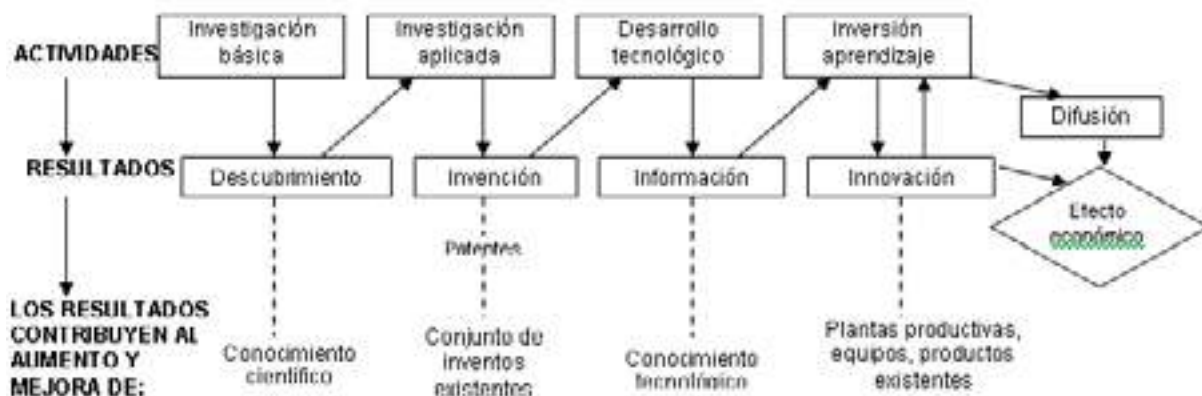 ACTIVIDADES
Investigación
básica
Investigación
aplicada
Desarrollo
tecnológico
Inversión
aprendizaje
Difusión
RESULTADOS
Descubrimiento
Invención
Información
Innovación
Efecto
económico
Patentes
LOS RESULTADOS
CONTRIBUYEN AL
AUMENTO Y
MEJORA DE:
Conocimiento
científico
Conjunto de
inventos
existentes
Conocimiento
tecnológico
Plantas productivas,
equipos, productos
existentes